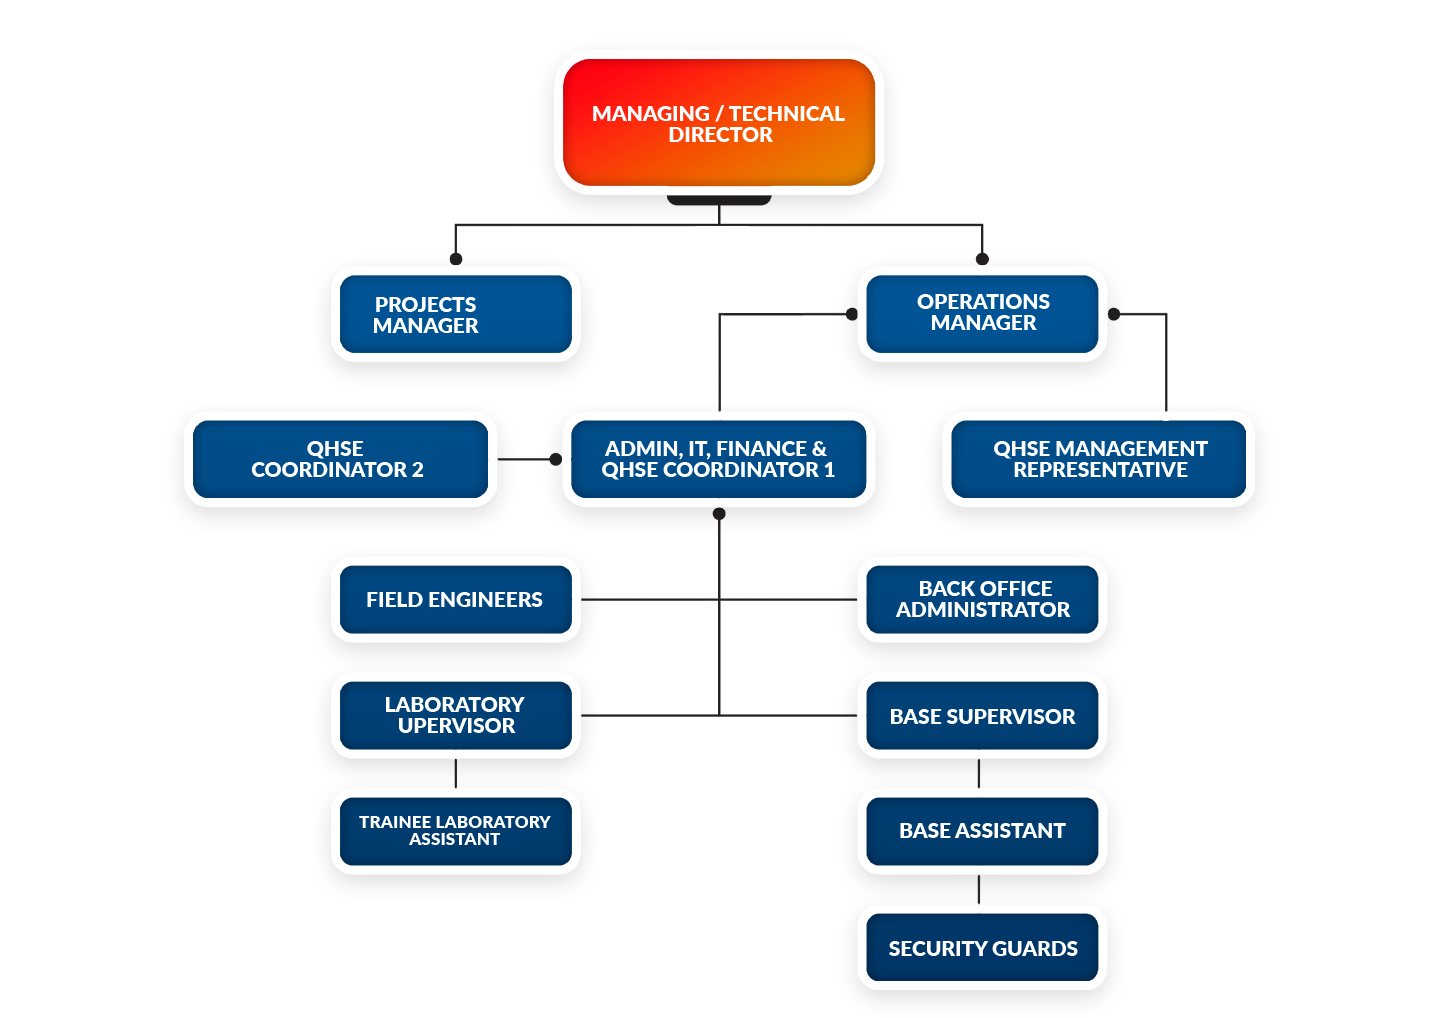 MANAGING / TECHNICAL
DIRECTOR
PROJECTS
MANAGER
OPERATIONS
MANAGER
QHSE
COORDINATOR 2
ADMIN, IT, FINANCE &
QHSE COORDINATOR 1
QHSE MANAGEMENT
REPRESENTATIVE
FIELD ENGINEERS
BACK OFFICE
ADMINISTRATOR
LABORATORY
UPERVISOR
BASE SUPERVISOR
TRAINEE LABORATORY
ASSISTANT
BASE ASSISTANT
SECURITY GUARDS